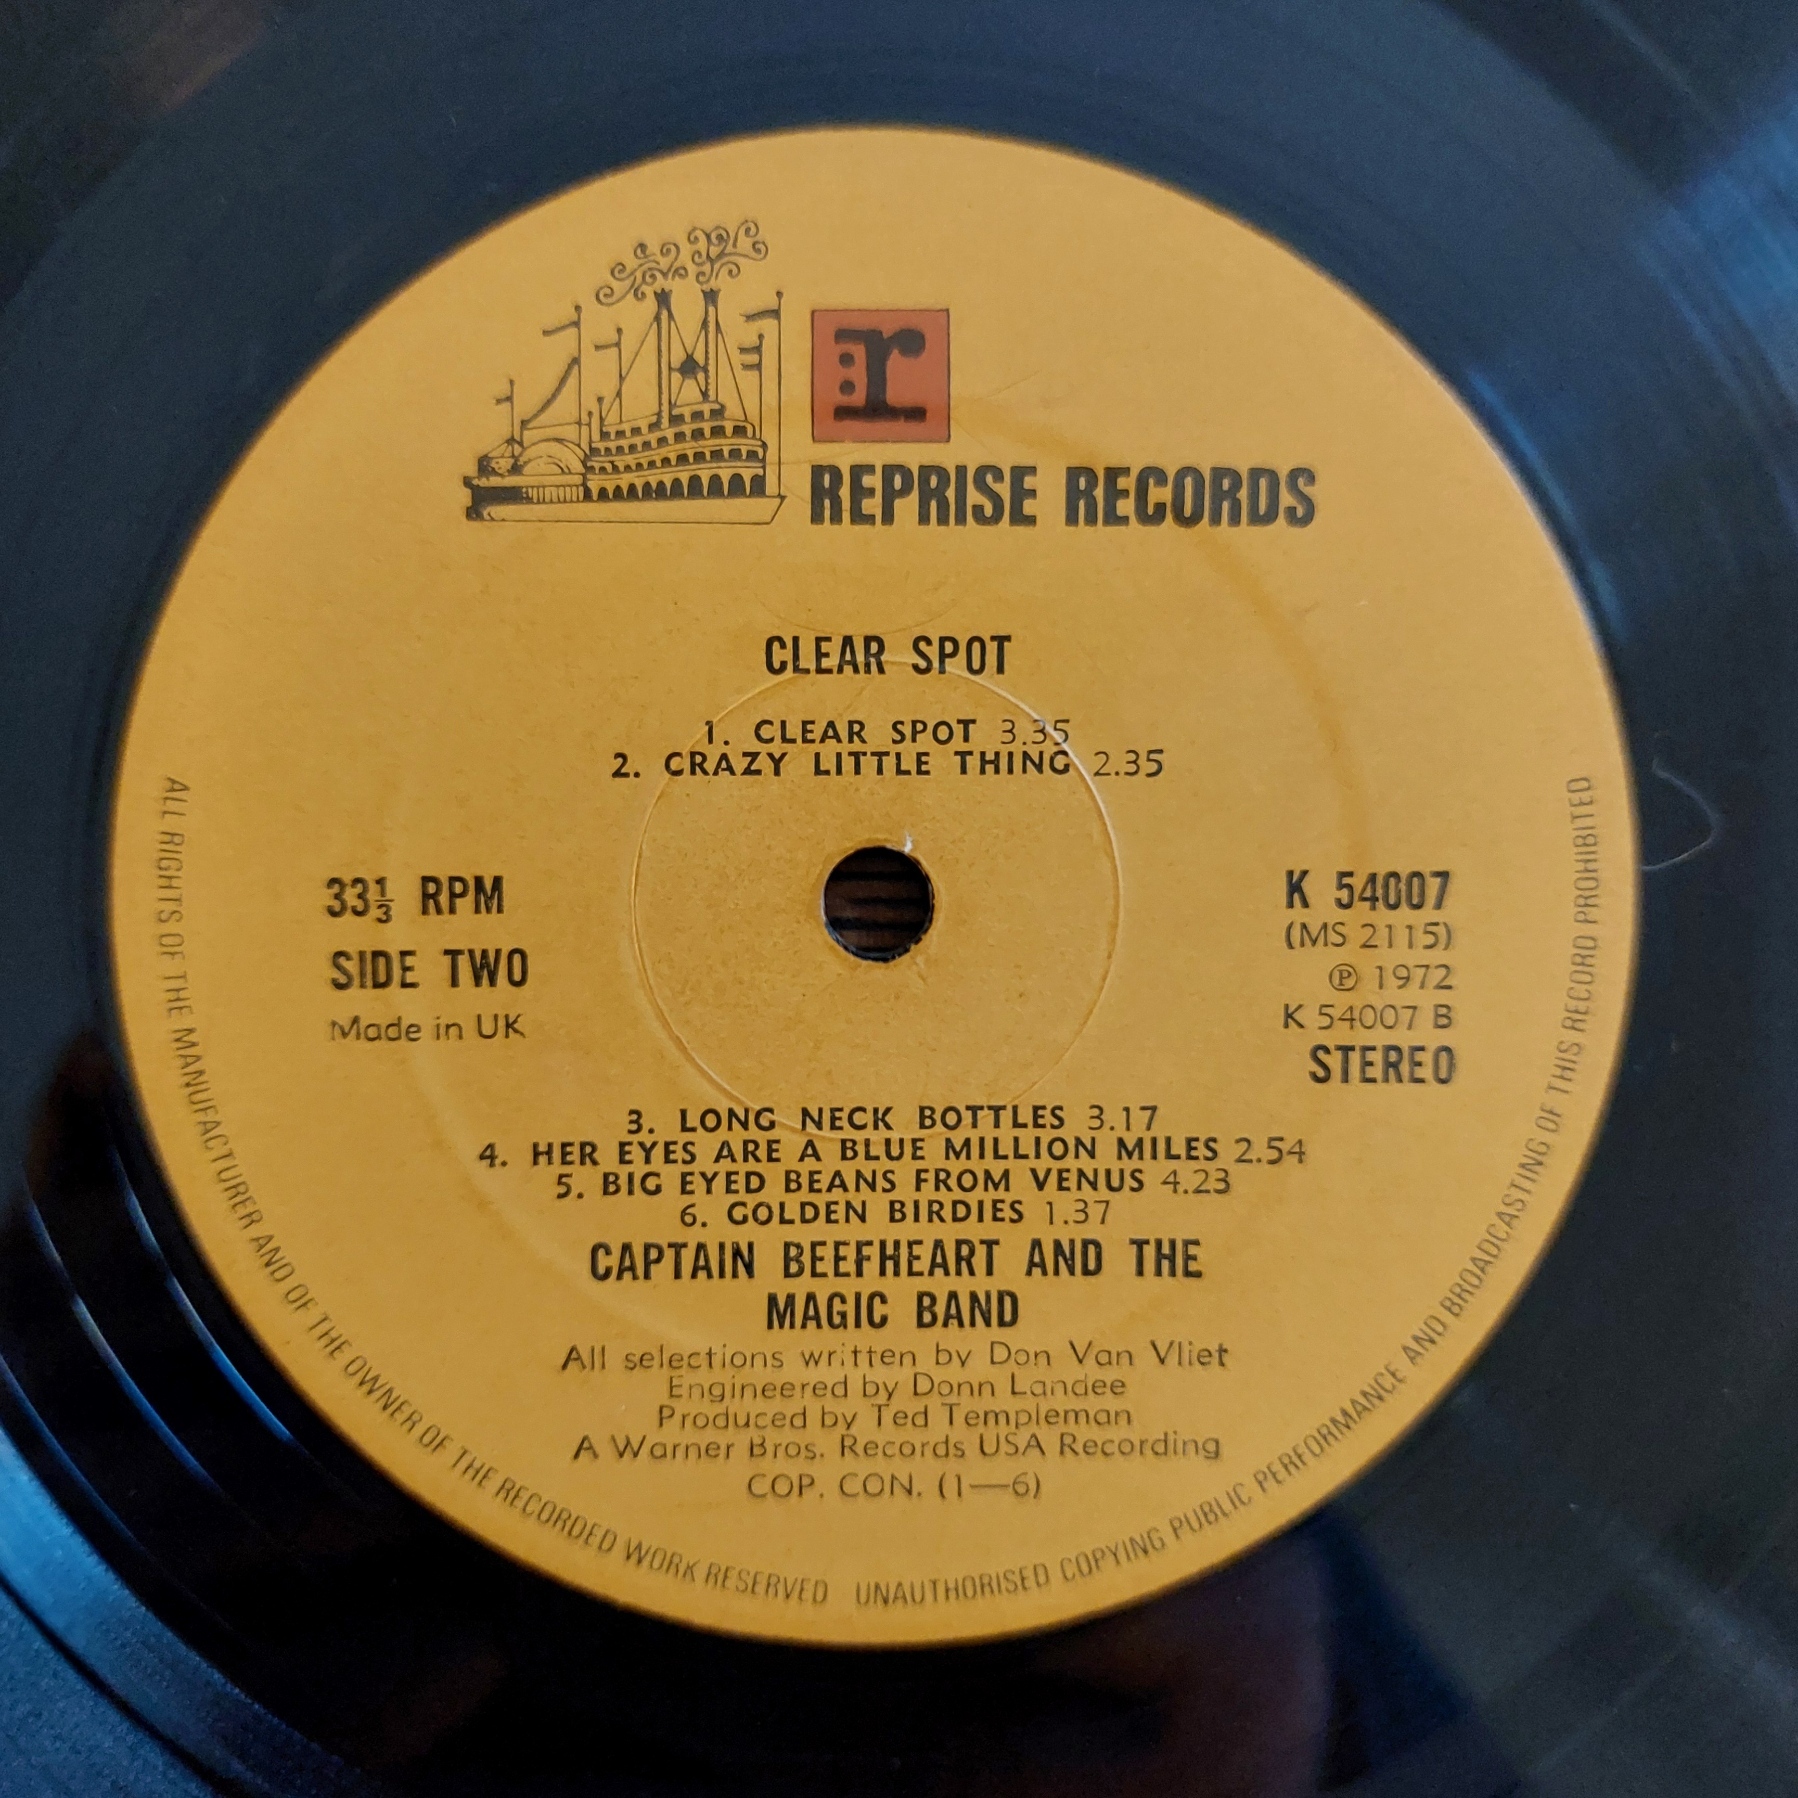 r:
REPRISE RECORDS
CLEAR SPOT
1. CLEAR SPOT 3.35
2. CRAZY LITTLE THING 2.35
33⅓ RPM
SIDE TWO
Made in UK
K 54007
(MS 2115)
℗ 1972
K 54007 B
STEREO
3. LONG NECK BOTTLES 3.17
4. HER EYES ARE A BLUE MILLION MILES 2.54
5. BIG EYED BEANS FROM VENUS 4.23
6. GOLDEN BIRDIES 1.37
CAPTAIN BEEFHEART AND THE
MAGIC BAND
All selections written by Don Van Vliet
Engineered by Donn Landee
Produced by Ted Templeman
A Warner Bros. Records USA Recording
COP. CON. (1—6)
ALL RIGHTS OF THE MANUFACTURER AND OF THE OWNER OF THE RECORDED WORK RESERVED UNAUTHORISED COPYING PUBLIC PERFORMANCE AND BROADCASTING OF THIS RECORD PROHIBITED